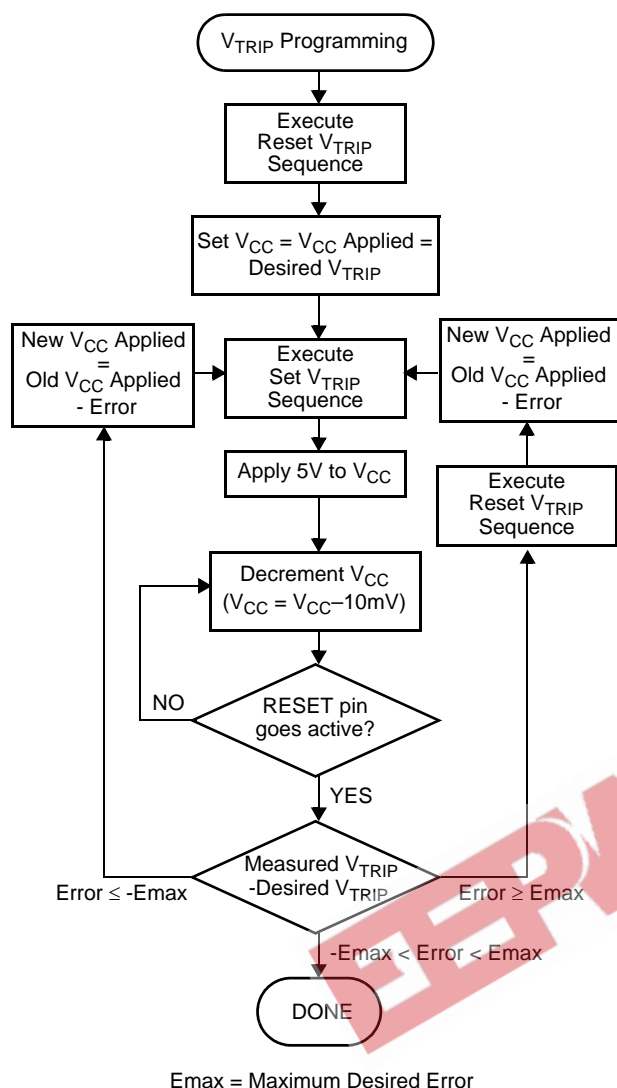 VTRIP Programming
Execute
Reset VTRIP
Sequence
Set VCC = VCC Applied =
Desired VTRIP
New VCC Applied
=
Old VCC Applied
- Error
Execute
Set VTRIP
Sequence
New VCC Applied
=
Old VCC Applied
- Error
Apply 5V to VCC
Execute
Reset VTRIP
Sequence
Decrement VCC
(VCC = VCC–10mV)
NO
RESET pin
goes active?
YES
Measured VTRIP
-Desired VTRIP
Error ≤ -Emax
Error ≥ Emax
-Emax < Error < Emax
DONE
Emax = Maximum Desired Error